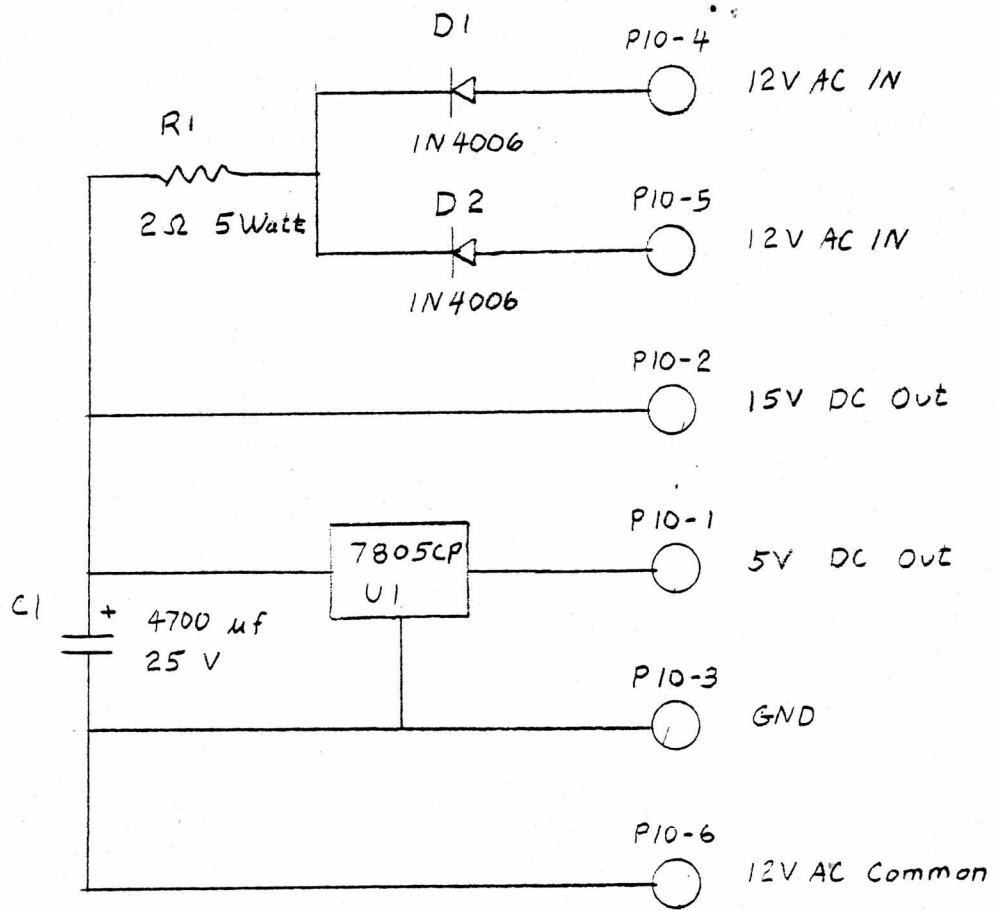 D1
P10-4
12V AC IN
R1
1N4006
2Ω 5Watt
D2
P10-5
12V AC IN
1N4006
P10-2
15V DC Out
P10-1
7805CP
U1
5V DC Out
C1
+
4700 µf
25 V
P10-3
GND
P10-6
12V AC Common